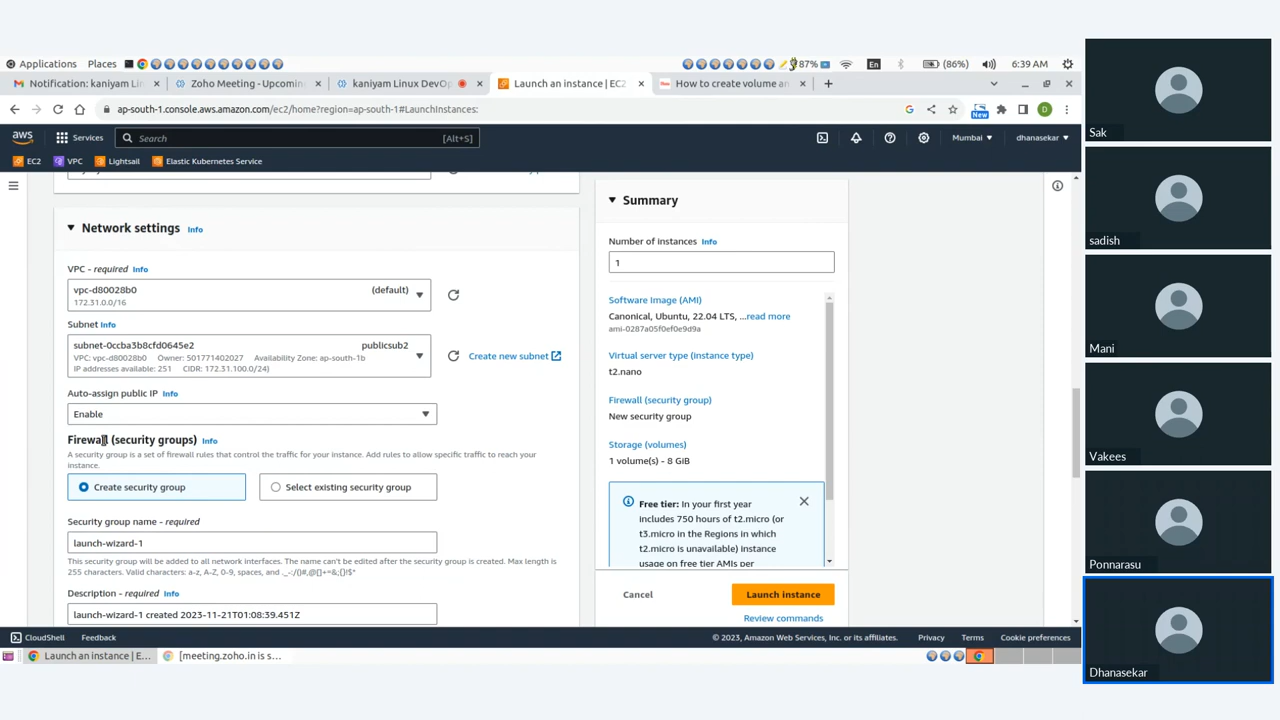 Applications Places
87% En (86%) 6:39 AM
Notification: kaniyam Lin
Zoho Meeting - Upcomin
kaniyam Linux DevO
Launch an instance | EC2
How to create volume an
ap-south-1.console.aws.amazon.com/ec2/home?region=ap-south-1#LaunchInstances:
New
D
aws
Services
Search [Alt+S]
Mumbai
dhanasekar
EC2 VPC Lightsail Elastic Kubernetes Service
Network settings Info
VPC - required Info
vpc-d80028b0 (default)
172.31.0.0/16
Subnet Info
subnet-0ccba3b8cfd0645e2 publicsub2
VPC: vpc-d80028b0 Owner: 501771402027 Availability Zone: ap-south-1b
IP addresses available: 251 CIDR: 172.31.100.0/24)
Create new subnet
Auto-assign public IP Info
Enable
Firewall (security groups) Info
A security group is a set of firewall rules that control the traffic for your instance. Add rules to allow specific traffic to reach your
instance.
Create security group
Select existing security group
Security group name - required
launch-wizard-1
This security group will be added to all network interfaces. The name can't be edited after the security group is created. Max length is
255 characters. Valid characters: a-z, A-Z, 0-9, spaces, and ._-:/()#,@[]+=&;{}!$*
Description - required Info
launch-wizard-1 created 2023-11-21T01:08:39.451Z
Summary
Number of instances Info
1
Software Image (AMI)
Canonical, Ubuntu, 22.04 LTS, ...read more
ami-0287a05f0ef0e9d9a
Virtual server type (instance type)
t2.nano
Firewall (security group)
New security group
Storage (volumes)
1 volume(s) - 8 GiB
Free tier: In your first year
includes 750 hours of t2.micro (or
t3.micro in the Regions in which
t2.micro is unavailable) instance
usage on free tier AMIs per
Cancel
Launch instance
Review commands
CloudShell Feedback
© 2023, Amazon Web Services, Inc. or its affiliates. Privacy Terms Cookie preferences
Launch an instance | E...
[meeting.zoho.in is s...
Sak
sadish
Mani
Vakees
Ponnarasu
Dhanasekar